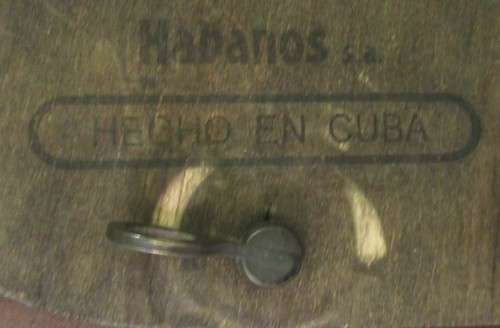 Habanos s.a.
HECHO EN CUBA